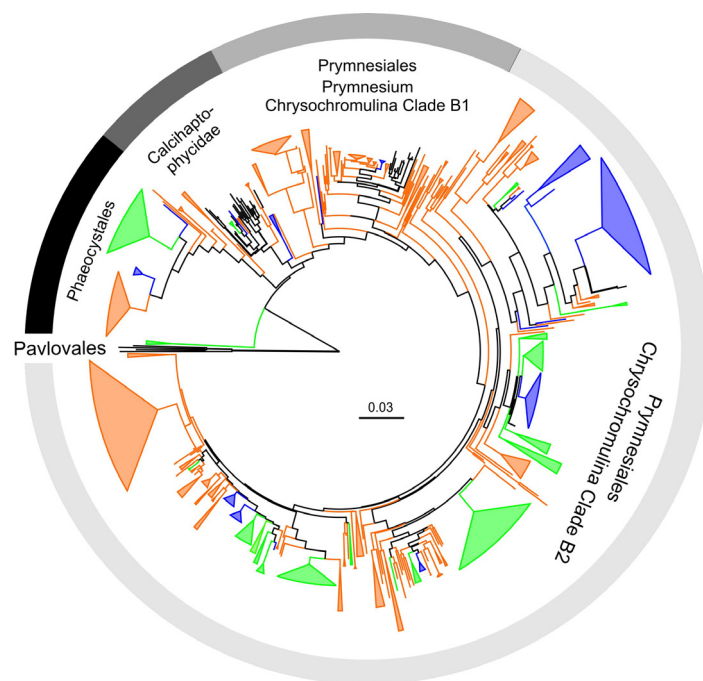 Prymnesiales
Prymnesium
Chrysochromulina Clade B1
Calcihapto-
phycidae
Phaeocystales
Pavlovales
0.03
Prymnesiales
Chrysochromulina Clade B2